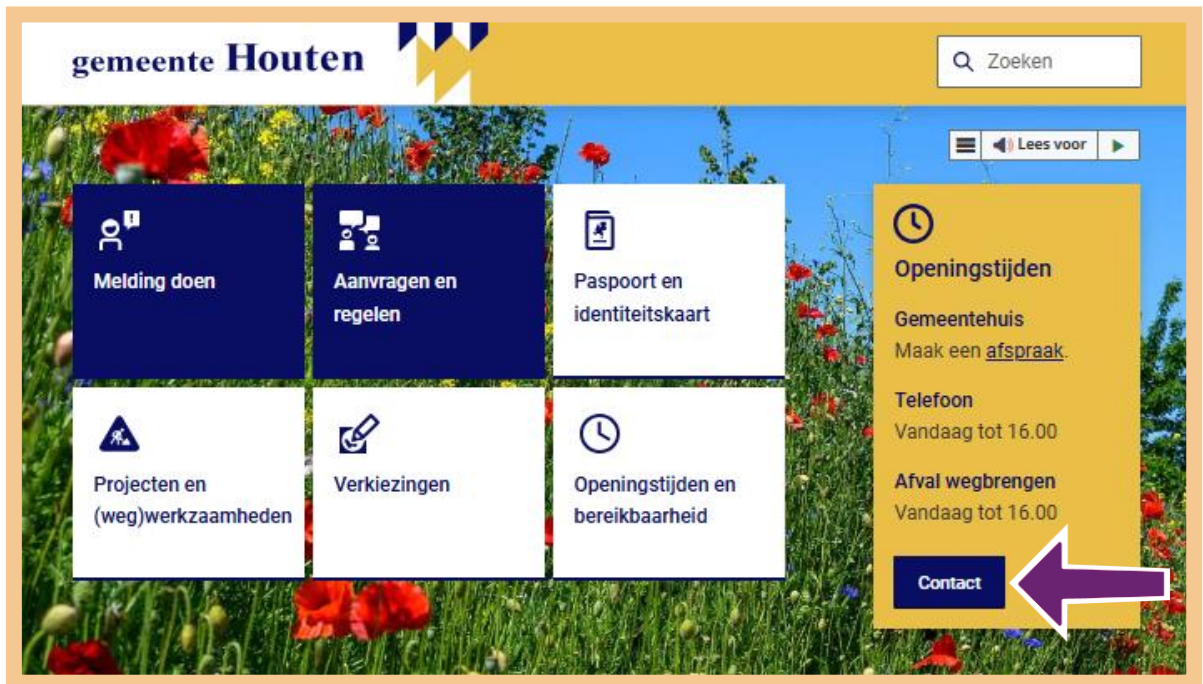 gemeente Houten
Zoeken
Lees voor
Melding doen
Aanvragen en
regelen
Paspoort en
identiteitskaart
Projecten en
(weg)werkzaamheden
Verkiezingen
Openingstijden en
bereikbaarheid
Openingstijden
Gemeentehuis
Maak een afspraak.
Telefoon
Vandaag tot 16.00
Afval wegbrengen
Vandaag tot 16.00
Contact